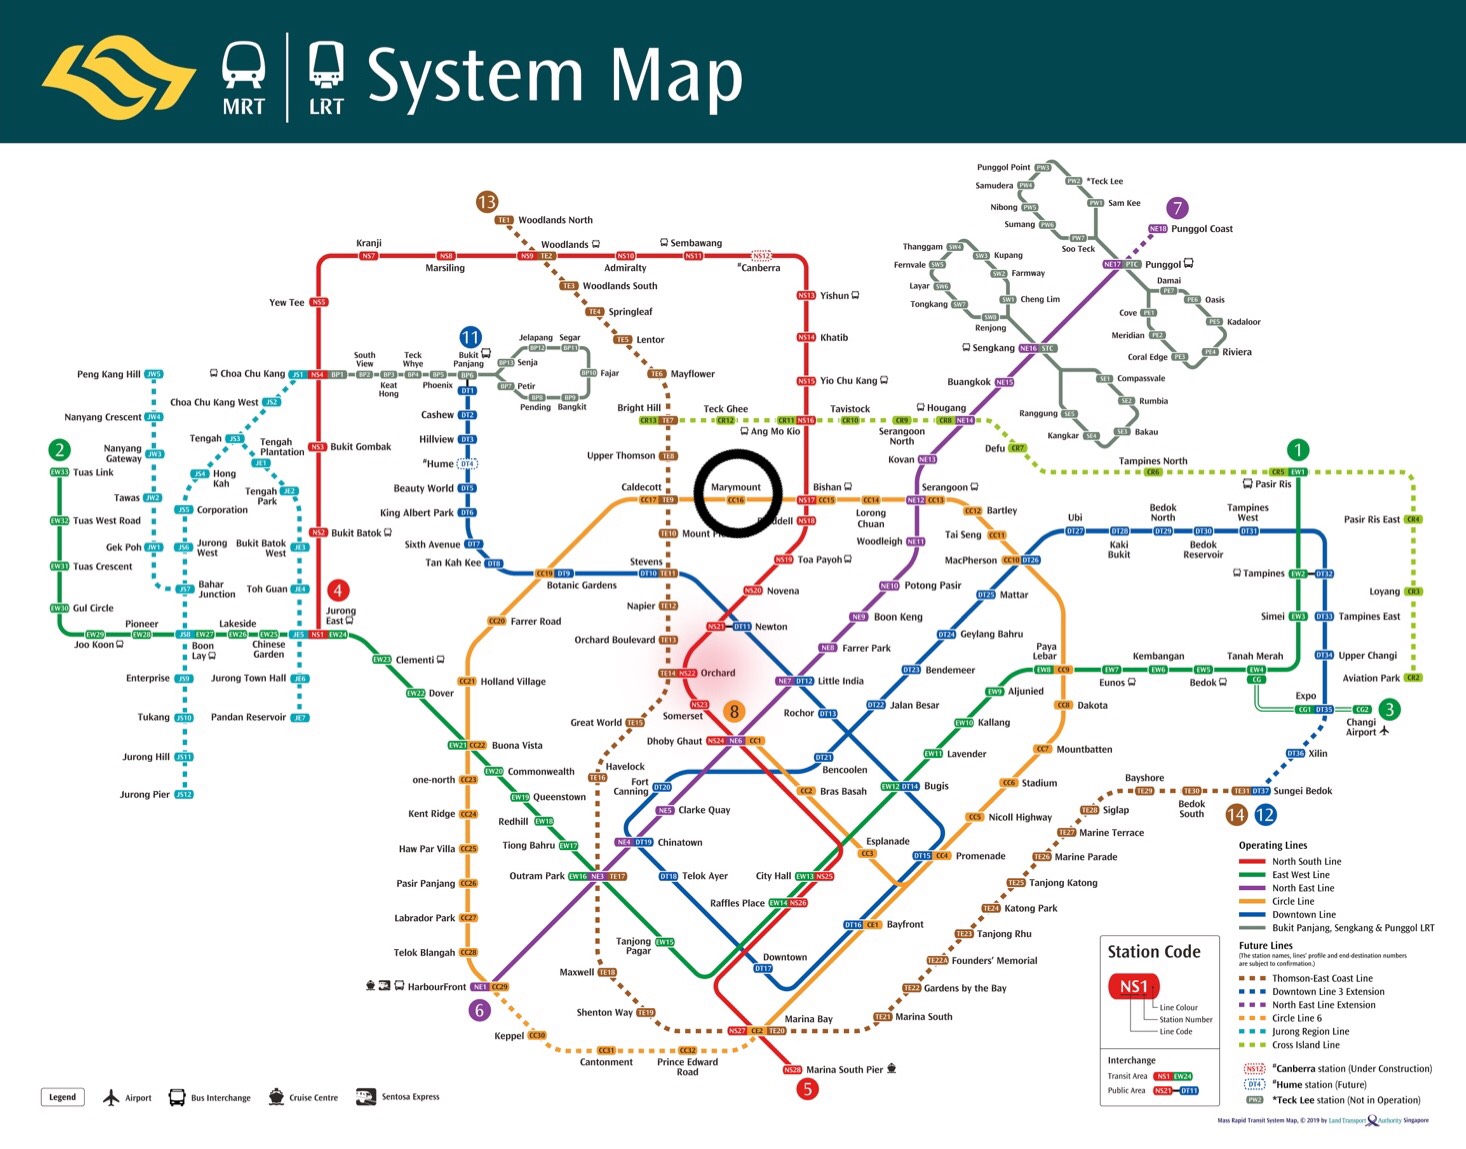 MRT
LRT
System Map
Punggol Point PW3
PW2 *Teck Lee
Samudera PW4
Nibong PW5
PW1 Sam Kee
Sumang PW6
PW7
Soo Teck
7
NE18 Punggol Coast
13
TE1 Woodlands North
Kranji
NS7
NS8
Marsiling
Woodlands
NS9 TE2
NS10
Admiralty
Sembawang
NS11
NS12
#Canberra
Thanggam SW4
SW3 Kupang
Fernvale SW5
SW2 Farmway
Layar SW6
SW1 Cheng Lim
Tongkang SW7
SW8
Renjong
NE17 PTC Punggol
Damai
PE7
PE6 Oasis
Cove PE1
PE5 Kadaloor
Meridian PE2
Coral Edge PE3
PE4 Riviera
Yew Tee NS5
TE3 Woodlands South
TE4 Springleaf
TE5 Lentor
TE6 Mayflower
NS13 Yishun
NS14 Khatib
NS15 Yio Chu Kang
Sengkang NE16 STC
Buangkok NE15
SE1 Compassvale
SE2 Rumbia
SE3 Bakau
Kangkar SE4
Ranggung SE5
11
Bukit Panjang
BP6
DT1
Choa Chu Kang JS1 NS4 BP1
South View
BP2
BP3
Keat Hong
Teck Whye
BP4
BP5
Phoenix
Jelapang
BP12
Segar
BP11
BP13 Senja
BP10 Fajar
BP7 Petir
BP8
Pending
BP9
Bangkit
Peng Kang Hill JW5
Nanyang Crescent JW4
Nanyang Gateway JW3
Tawas JW2
Gek Poh JW1
Choa Chu Kang West JS2
Tengah JS3
Tengah Plantation
JE1
Hong Kah
JS4
Tengah Park
JE2
JS5 Corporation
JS6 Jurong West
Bukit Batok West JE3
JS7 Bahar Junction
Toh Guan JE4
NS3 Bukit Gombak
NS2 Bukit Batok
2
EW33 Tuas Link
EW32 Tuas West Road
EW31 Tuas Crescent
EW30 Gul Circle
EW29
Joo Koon
Pioneer
EW28
JS8 EW27
Boon Lay
Lakeside
EW26
EW25
Chinese Garden
4
Jurong East
JE5 NS1 EW24
Enterprise JS9
Tukang JS10
Jurong Hill JS11
Jurong Pier JS12
Jurong Town Hall JE6
Pandan Reservoir JE7
Cashew DT2
Hillview DT3
#Hume DT4
Beauty World DT5
King Albert Park DT6
Sixth Avenue DT7
Tan Kah Kee DT8
Bright Hill
CR13 TE7
Teck Ghee
CR12
CR11 NS16
Ang Mo Kio
Tavistock
CR10
CR9
Serangoon North
Hougang
CR8 NE14
Defu CR7
Tampines North
CR6
1
CR5 EW1
Pasir Ris
Pasir Ris East CR4
Loyang CR3
Aviation Park CR2
Upper Thomson TE8
Caldecott
CC17 TE9
Marymount
CC16
Bishan
NS17 CC15
CC14
Lorong Chuan
Serangoon
NE12 CC13
Kovan NE13
CC12 Bartley
Tai Seng CC11
MacPherson CC10 DT26
Woodleigh NE11
NE10 Potong Pasir
NE9 Boon Keng
NE8 Farrer Park
NE7 DT12 Little India
NS18
TE10
NS19 Toa Payoh
NS20 Novena
NS21 DT11 Newton
TE14 NS22 Orchard
NS23
Somerset
8
Dhoby Ghaut NS24 NE6 CC1
Stevens
DT10 TE11
CC19 DT9
Botanic Gardens
Napier TE12
Orchard Boulevard TE13
Great World TE15
Havelock
TE16
CC20 Farrer Road
CC21 Holland Village
EW21 CC22 Buona Vista
one-north CC23
Kent Ridge CC24
Haw Par Villa CC25
Pasir Panjang CC26
Labrador Park CC27
Telok Blangah CC28
HarbourFront NE1 CC29
6
Keppel CC30
CC31
Cantonment
CC32
Prince Edward Road
EW23 Clementi
EW22 Dover
EW20 Commonwealth
EW19 Queenstown
Redhill EW18
Tiong Bahru EW17
Outram Park EW16 NE3 TE17
Tanjong Pagar EW15
Maxwell TE18
Shenton Way TE19
Fort Canning DT20
NE5 Clarke Quay
NE4 DT19 Chinatown
DT18 Telok Ayer
Downtown
DT17
DT21
Bencoolen
Rochor DT13
DT22 Jalan Besar
DT23 Bendemeer
DT24 Geylang Bahru
DT25 Mattar
Ubi
DT27
DT28
Kaki Bukit
Bedok North
DT29
DT30
Bedok Reservoir
Tampines West
DT31
Tampines EW2 DT32
Simei EW3
DT33 Tampines East
DT34 Upper Changi
Tanah Merah
EW4
CG
Expo
CG1 DT35
CG2 3
Changi Airport
DT36 Xilin
TE31 DT37 Sungei Bedok
14 12
Kembangan
EW6
EW7
Eunos
EW5
Bedok
Paya Lebar
EW8 CC9
EW9 Aljunied
EW10 Kallang
EW11 Lavender
EW12 DT14 Bugis
CC8 Dakota
CC7 Mountbatten
CC6 Stadium
CC5 Nicoll Highway
CC2 Bras Basah
Esplanade
CC3
DT15 CC4 Promenade
City Hall EW13 NS25
Raffles Place EW14 NS26
DT16 CE1 Bayfront
Marina Bay
NS27 CE2 TE20
NS28 Marina South Pier
5
Bayshore
TE29
TE30
Bedok South
TE28 Siglap
TE27 Marine Terrace
TE26 Marine Parade
TE25 Tanjong Katong
TE24 Katong Park
TE23 Tanjong Rhu
TE22A Founders' Memorial
TE22 Gardens by the Bay
TE21 Marina South
Station Code
NS1
Line Colour
Station Number
Line Code
Interchange
Transit Area NS1 EW24
Public Area NS21 DT11
Operating Lines
North South Line
East West Line
North East Line
Circle Line
Downtown Line
Bukit Panjang, Sengkang & Punggol LRT
Future Lines
(The station names, lines' profile and end-destination numbers
are subject to confirmation.)
Thomson-East Coast Line
Downtown Line 3 Extension
North East Line Extension
Circle Line 6
Jurong Region Line
Cross Island Line
NS12 #Canberra station (Under Construction)
DT4 #Hume station (Future)
PW2 *Teck Lee station (Not in Operation)
Legend
Airport
Bus Interchange
Cruise Centre
Sentosa Express
Mass Rapid Transit System Map, © 2019 by Land Transport Authority Singapore